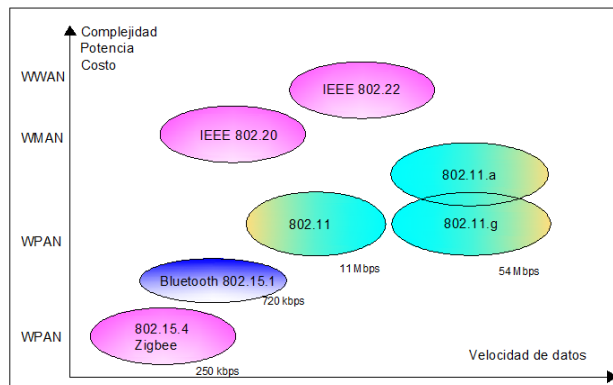 Complejidad
Potencia
Costo
WWAN
IEEE 802.22
IEEE 802.20
WMAN
802.11.a
802.11
802.11.g
WPAN
11 Mbps
54 Mbps
Bluetooth 802.15.1
720 kbps
802.15.4
Zigbee
WPAN
Velocidad de datos
250 kbps